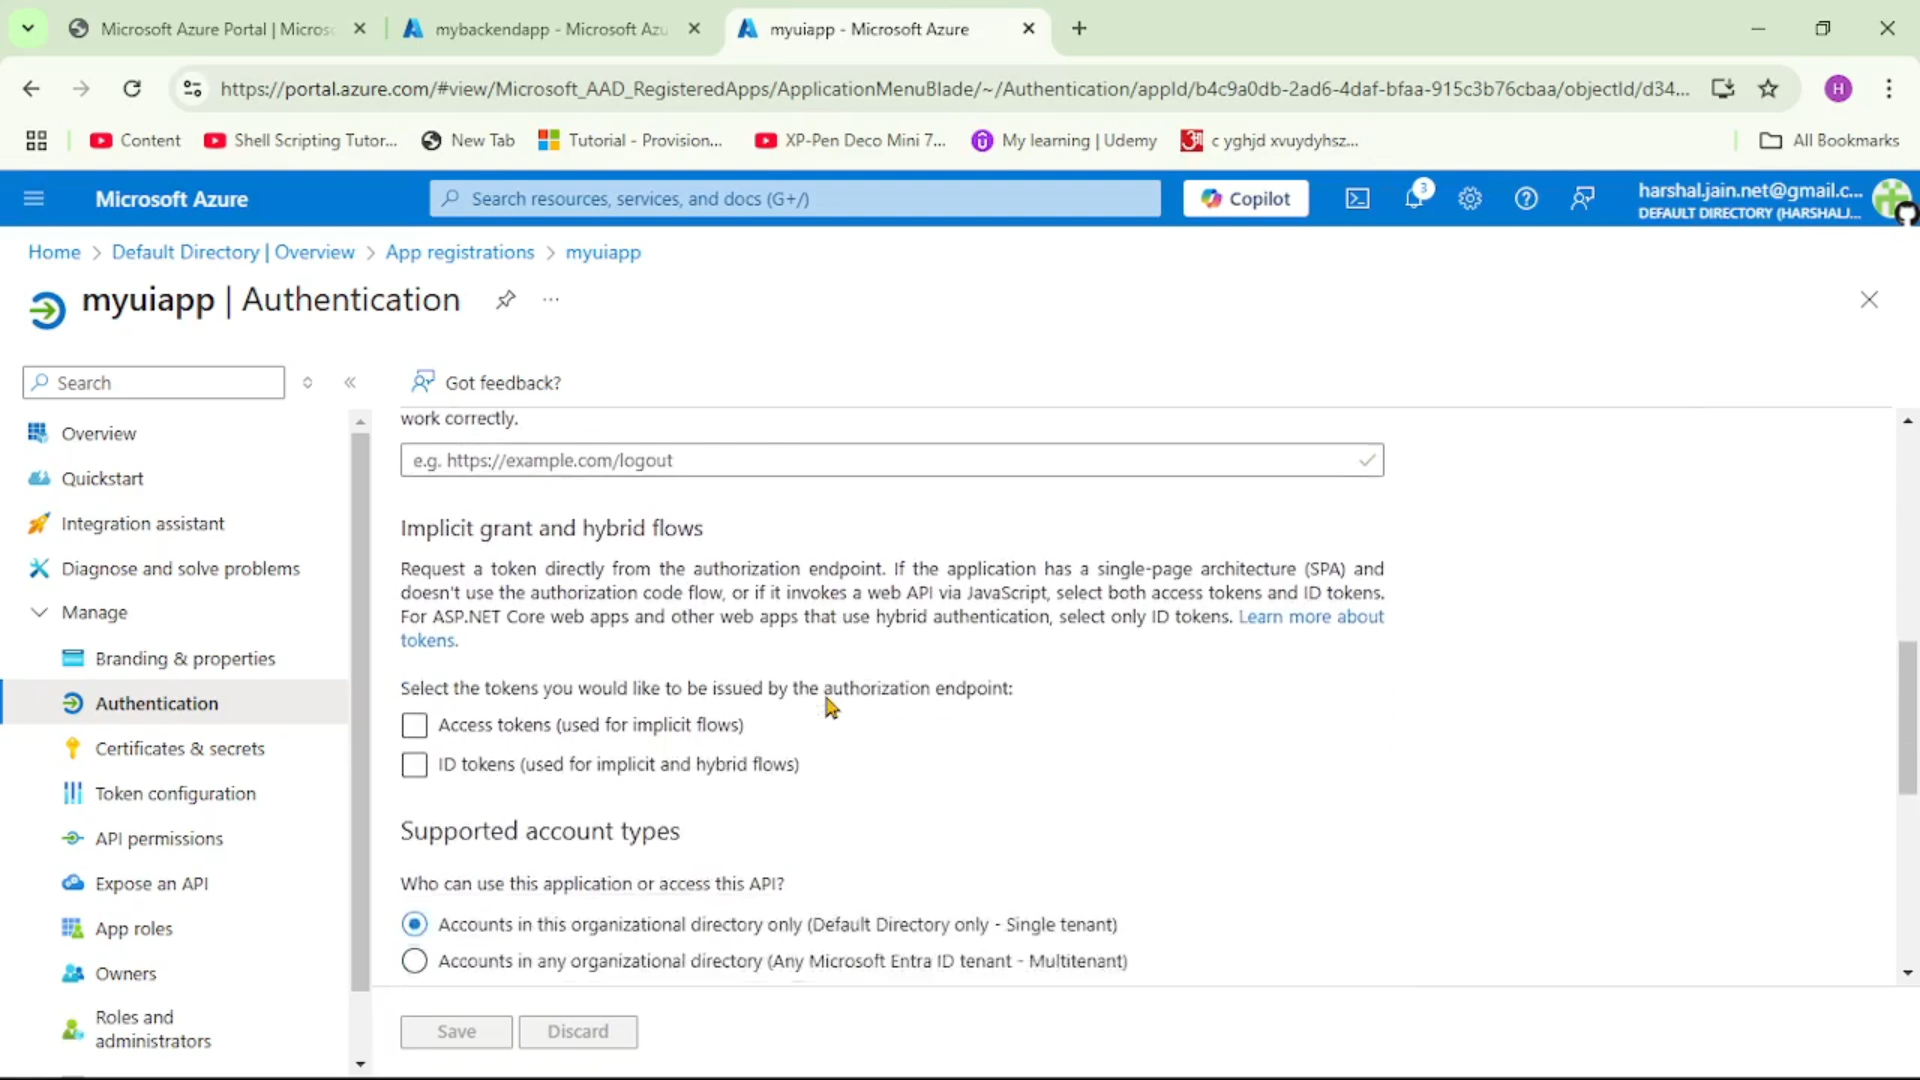 Microsoft Azure Portal | Micros
mybackendapp - Microsoft Azu
myuiapp - Microsoft Azure
https://portal.azure.com/#view/Microsoft_AAD_RegisteredApps/ApplicationMenuBlade/~/Authentication/appId/b4c9a0db-2ad6-4daf-bfaa-915c3b76cbaa/objectId/d34...
H
Content
Shell Scripting Tutor...
New Tab
Tutorial - Provision...
XP-Pen Deco Mini 7...
My learning | Udemy
c yghjd xvuydyhsz...
All Bookmarks
Microsoft Azure
Search resources, services, and docs (G+/)
Copilot
3
harshal.jain.net@gmail.c...
DEFAULT DIRECTORY (HARSHALJ...
Home > Default Directory | Overview > App registrations > myuiapp
myuiapp | Authentication
Search
Got feedback?
Overview
Quickstart
Integration assistant
Diagnose and solve problems
Manage
Branding & properties
Authentication
Certificates & secrets
Token configuration
API permissions
Expose an API
App roles
Owners
Roles and
administrators
work correctly.
e.g. https://example.com/logout
Implicit grant and hybrid flows
Request a token directly from the authorization endpoint. If the application has a single-page architecture (SPA) and
doesn't use the authorization code flow, or if it invokes a web API via JavaScript, select both access tokens and ID tokens.
For ASP.NET Core web apps and other web apps that use hybrid authentication, select only ID tokens. Learn more about
tokens.
Select the tokens you would like to be issued by the authorization endpoint:
Access tokens (used for implicit flows)
ID tokens (used for implicit and hybrid flows)
Supported account types
Who can use this application or access this API?
Accounts in this organizational directory only (Default Directory only - Single tenant)
Accounts in any organizational directory (Any Microsoft Entra ID tenant - Multitenant)
Save
Discard